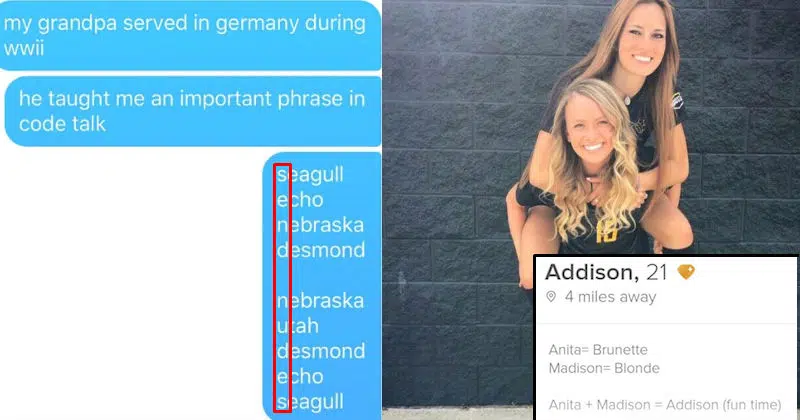 my grandpa served in germany during
wwii
he taught me an important phrase in
code talk
seagull
echo
nebraska
desmond
nebraska
utah
desmond
echo
seagull
16
Addison, 21
4 miles away
Anita= Brunette
Madison= Blonde
Anita + Madison = Addison (fun time)